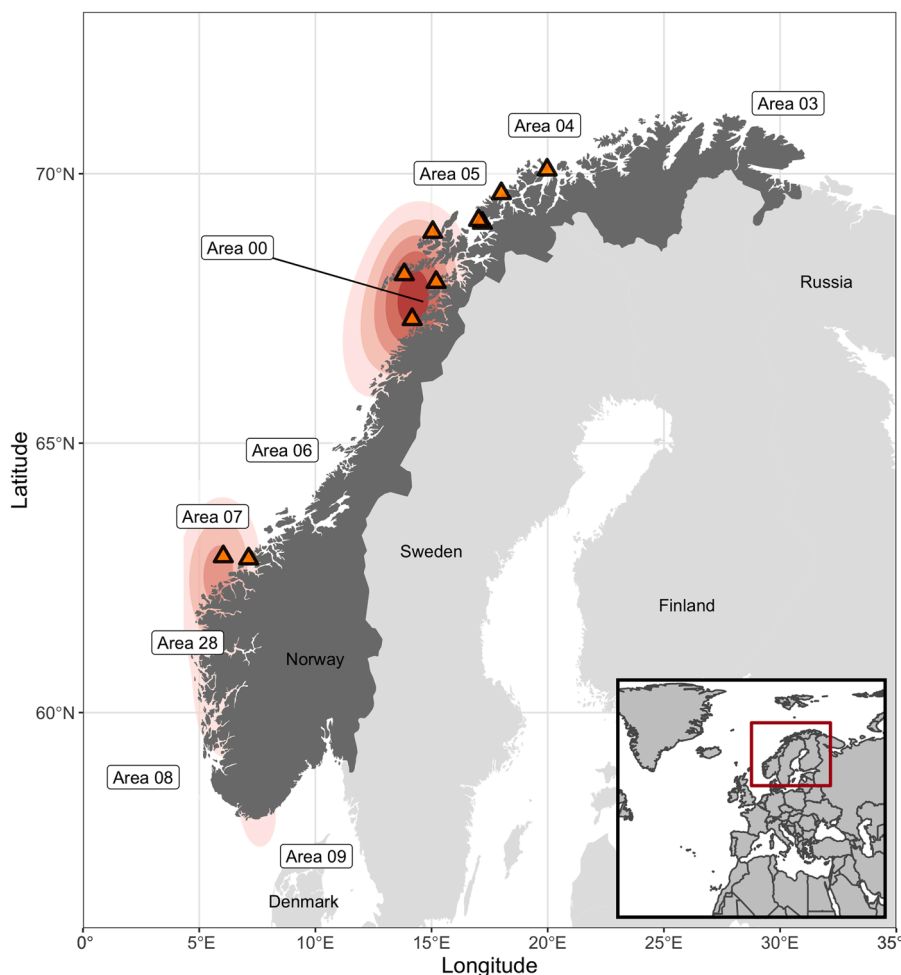 Area 03
Area 04
70°N
Area 05
Area 00
Russia
65°N
Area 06
Latitude
Area 07
Sweden
Finland
Area 28
Norway
60°N
Area 08
Area 09
Denmark
0°
5°E
10°E
15°E
20°E
25°E
30°E
35°E
Longitude